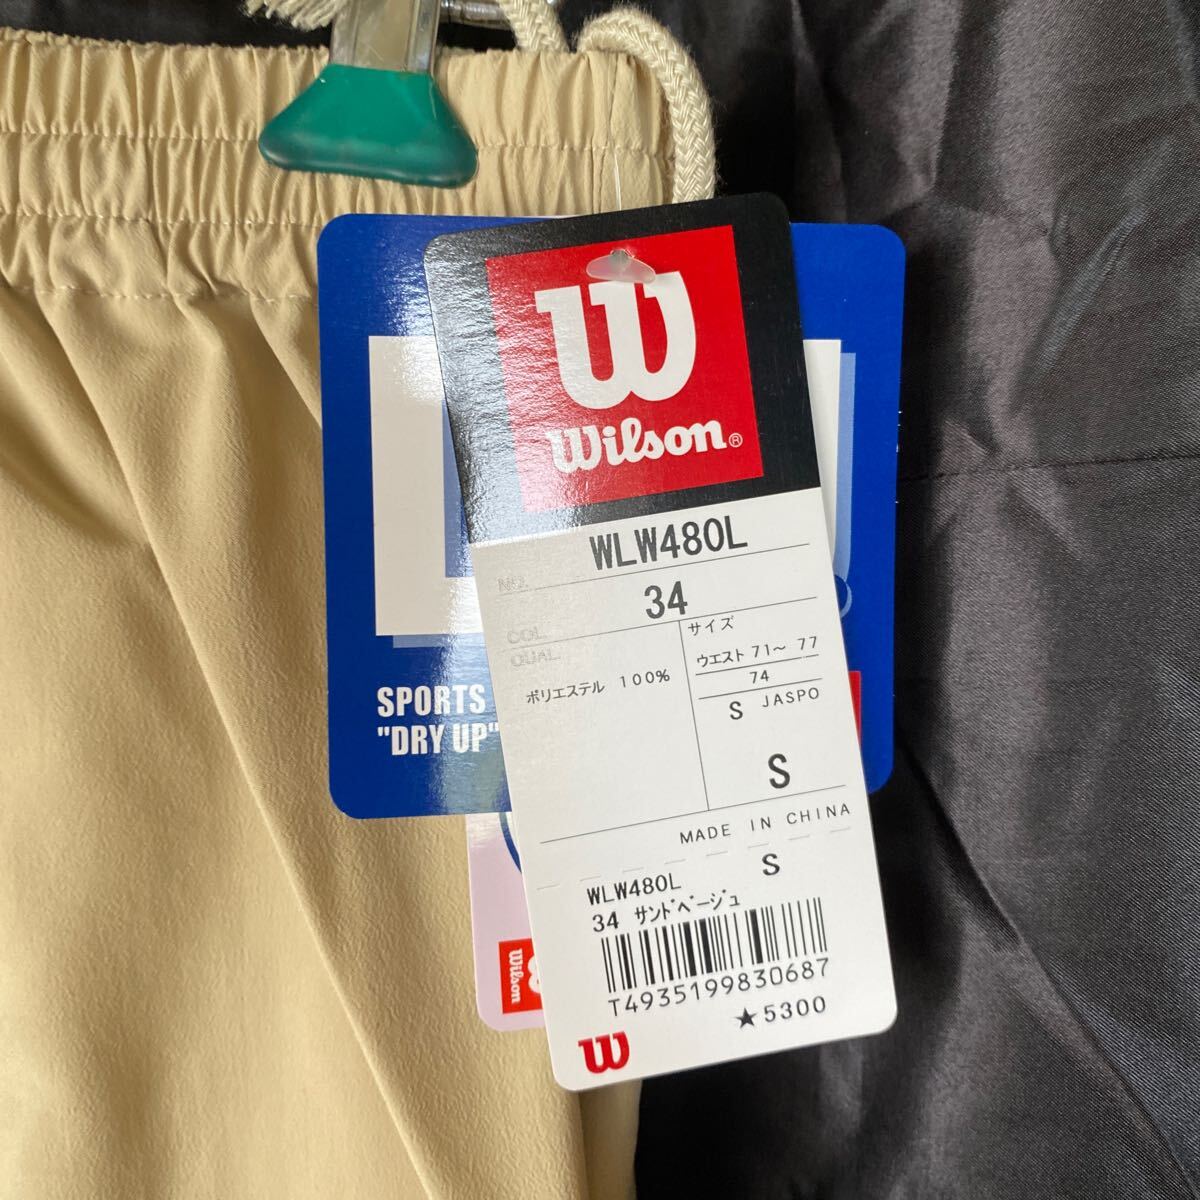 W
Wilson®
NO. WLW480L
COL. 34
QUAL.
ポリエステル 100%
サイズ
ウエスト 71〜 77
74
S JASPO
S
MADE IN CHINA
S
WLW480L
34 サンドベージュ
T4935199830687
★5300
W
SPORTS
"DRY UP"
Wilson